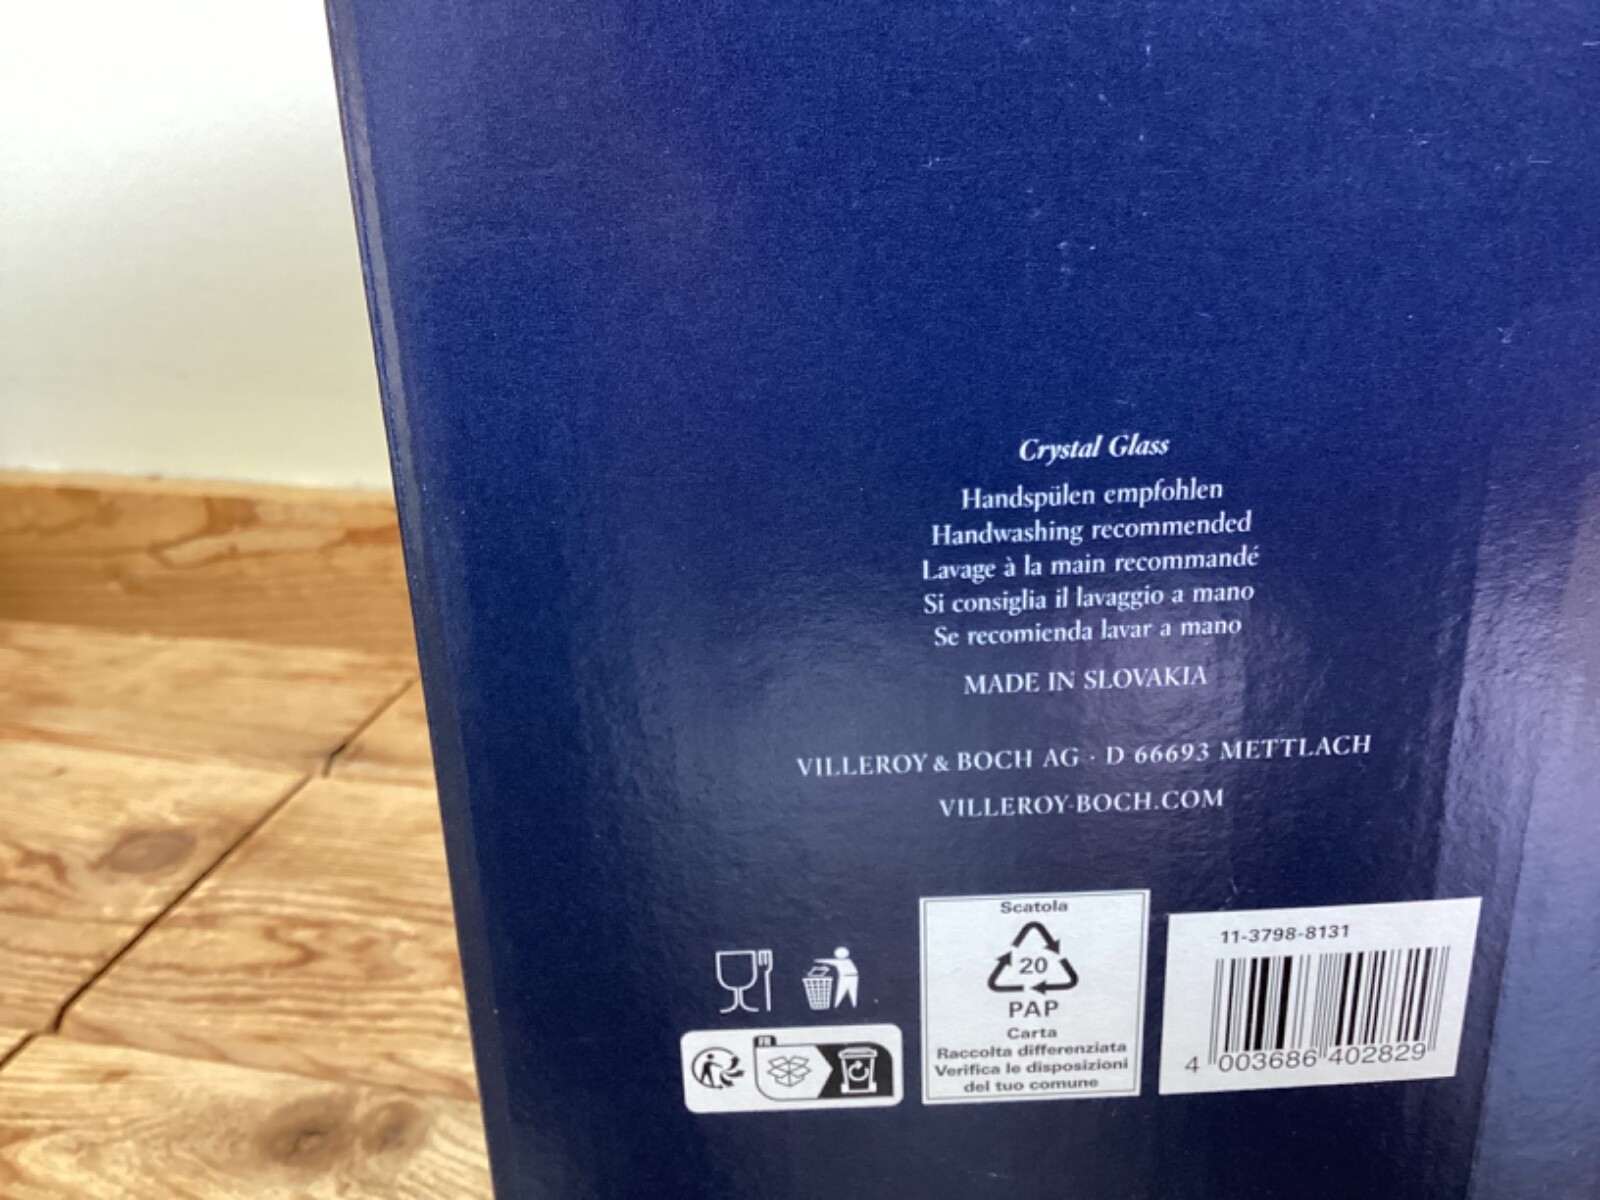 Crystal Glass
Handspülen empfohlen
Handwashing recommended
Lavage à la main recommandé
Si consiglia il lavaggio a mano
Se recomienda lavar a mano
MADE IN SLOVAKIA
VILLEROY & BOCH AG · D 66693 METTLACH
VILLEROY-BOCH.COM
FR
Scatola
20
PAP
Carta
Raccolta differenziata
Verifica le disposizioni
del tuo comune
11-3798-8131
4 003686 402829